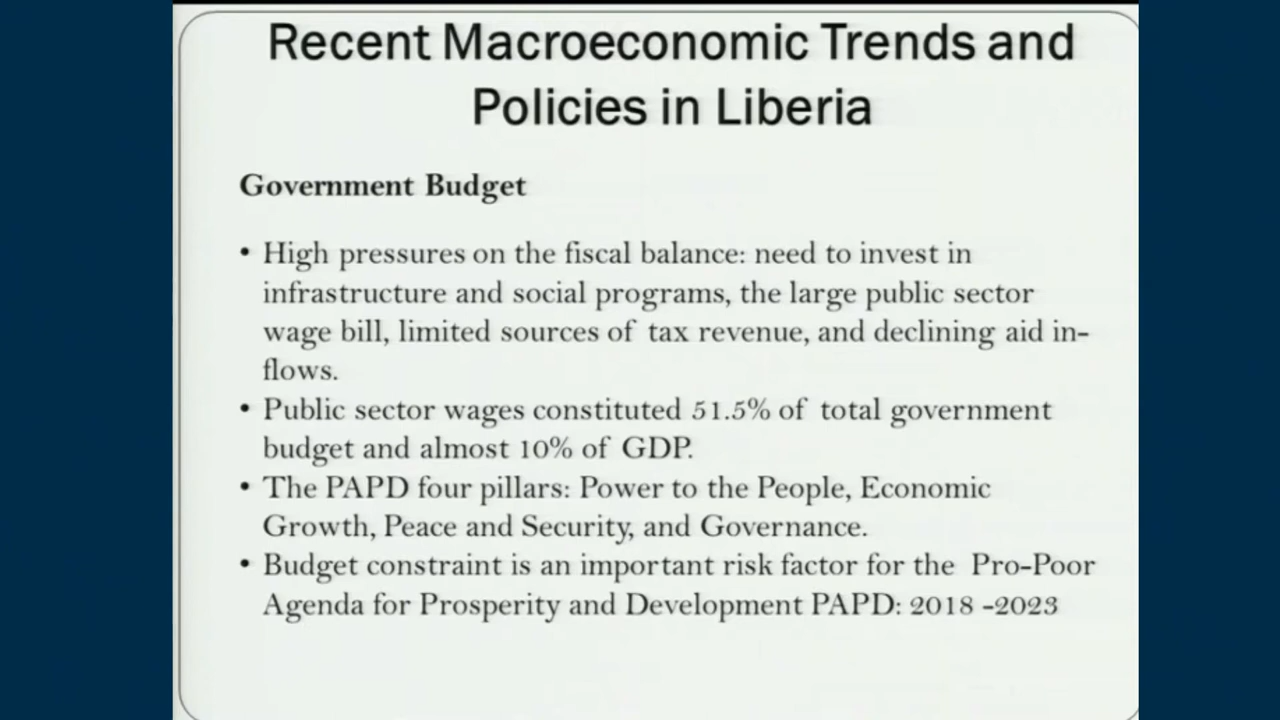 Recent Macroeconomic Trends and
Policies in Liberia
Government Budget
• High pressures on the fiscal balance: need to invest in
infrastructure and social programs, the large public sector
wage bill, limited sources of tax revenue, and declining aid in-
flows.
• Public sector wages constituted 51.5% of total government
budget and almost 10% of GDP.
• The PAPD four pillars: Power to the People, Economic
Growth, Peace and Security, and Governance.
• Budget constraint is an important risk factor for the Pro-Poor
Agenda for Prosperity and Development PAPD: 2018 -2023